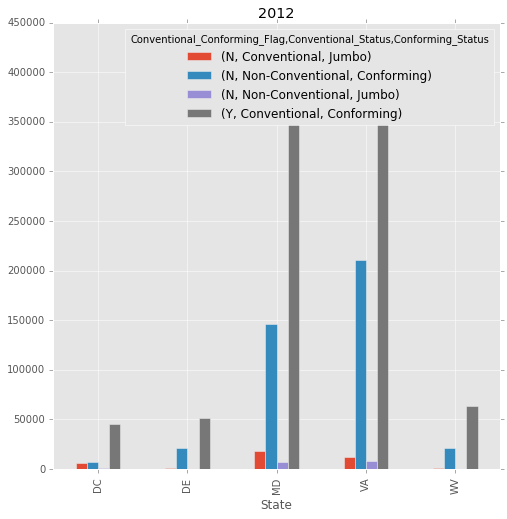 2012
Conventional_Conforming_Flag,Conventional_Status,Conforming_Status
(N, Conventional, Jumbo)
(N, Non-Conventional, Conforming)
(N, Non-Conventional, Jumbo)
(Y, Conventional, Conforming)
450000
400000
350000
300000
250000
200000
150000
100000
50000
0
DC
DE
MD
VA
WV
State